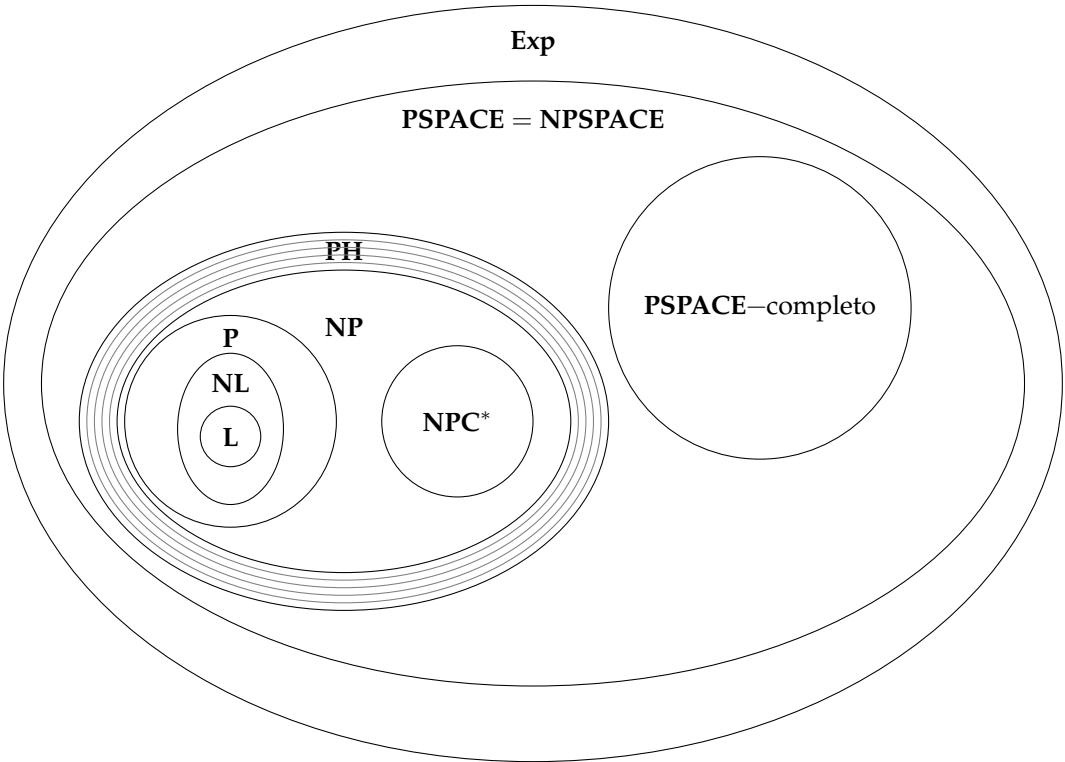 Exp
PSPACE = NPSPACE
PH
PSPACE−completo
NP
P
NL
NPC*
L